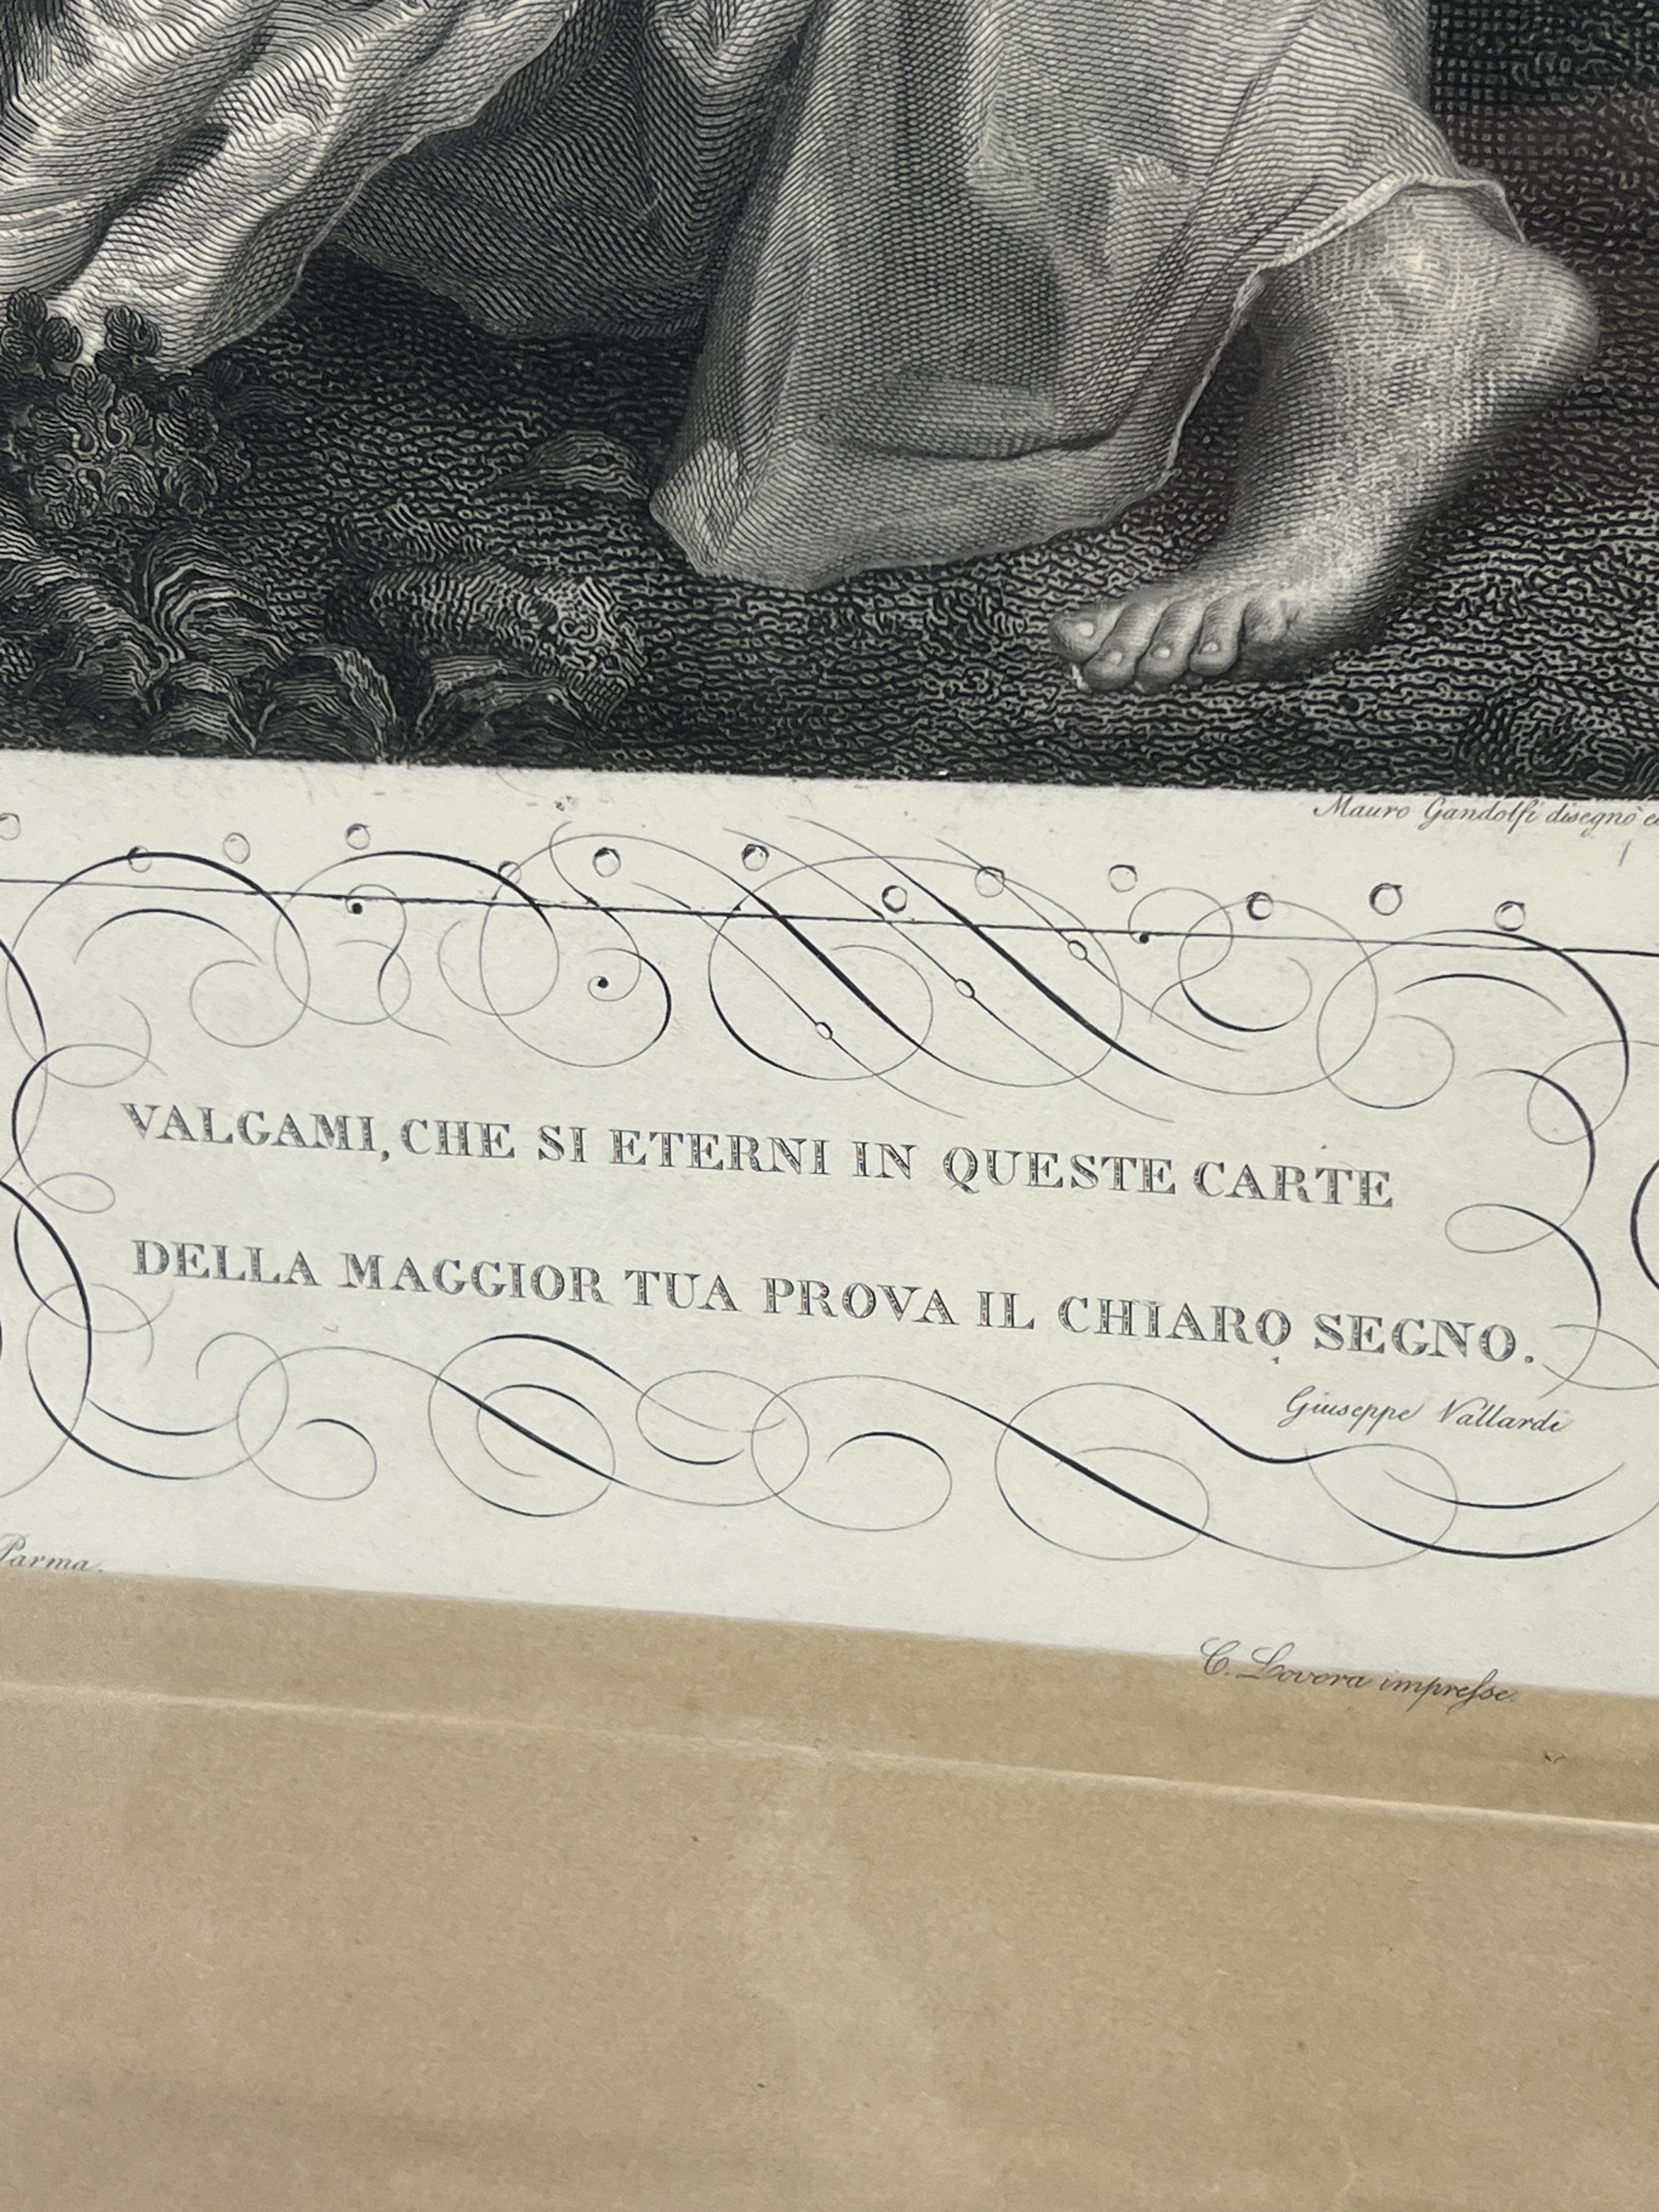 Mauro Gandolfi disegnò
VALGAMI, CHE SI ETERNI IN QUESTE CARTE
DELLA MAGGIOR TUA PROVA IL CHIARO SEGNO.
Giuseppe Vallardi
Parma.
C. Lovera impreſse.